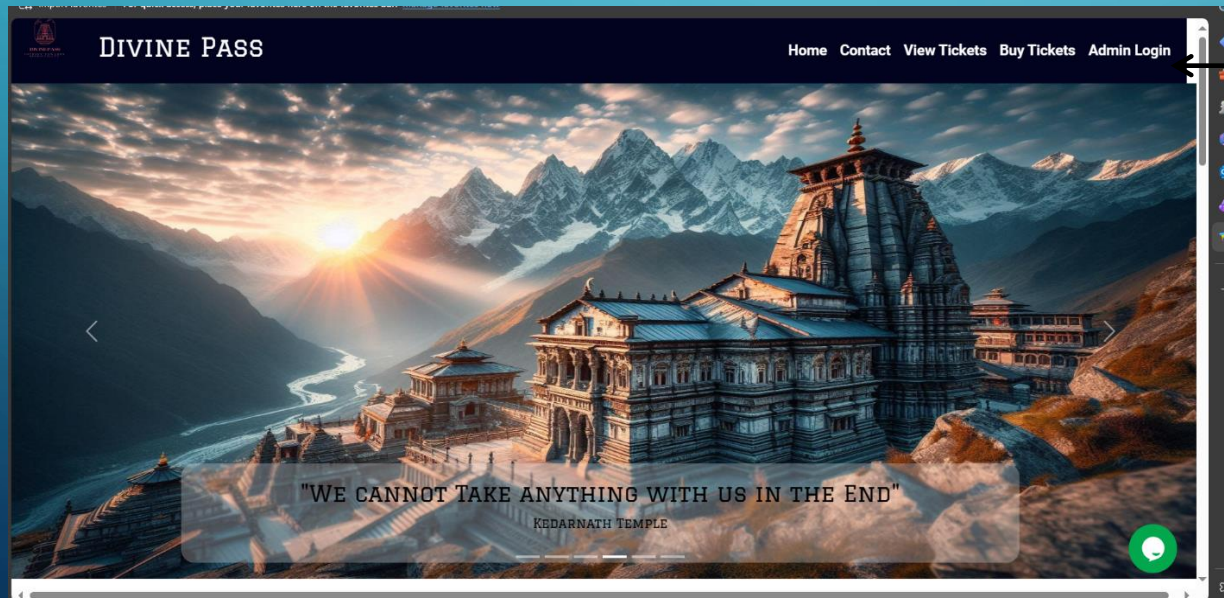 DIVINE PASS
Home Contact View Tickets Buy Tickets Admin Login
"WE CANNOT TAKE ANYTHING WITH US IN THE END"
KEDARNATH TEMPLE